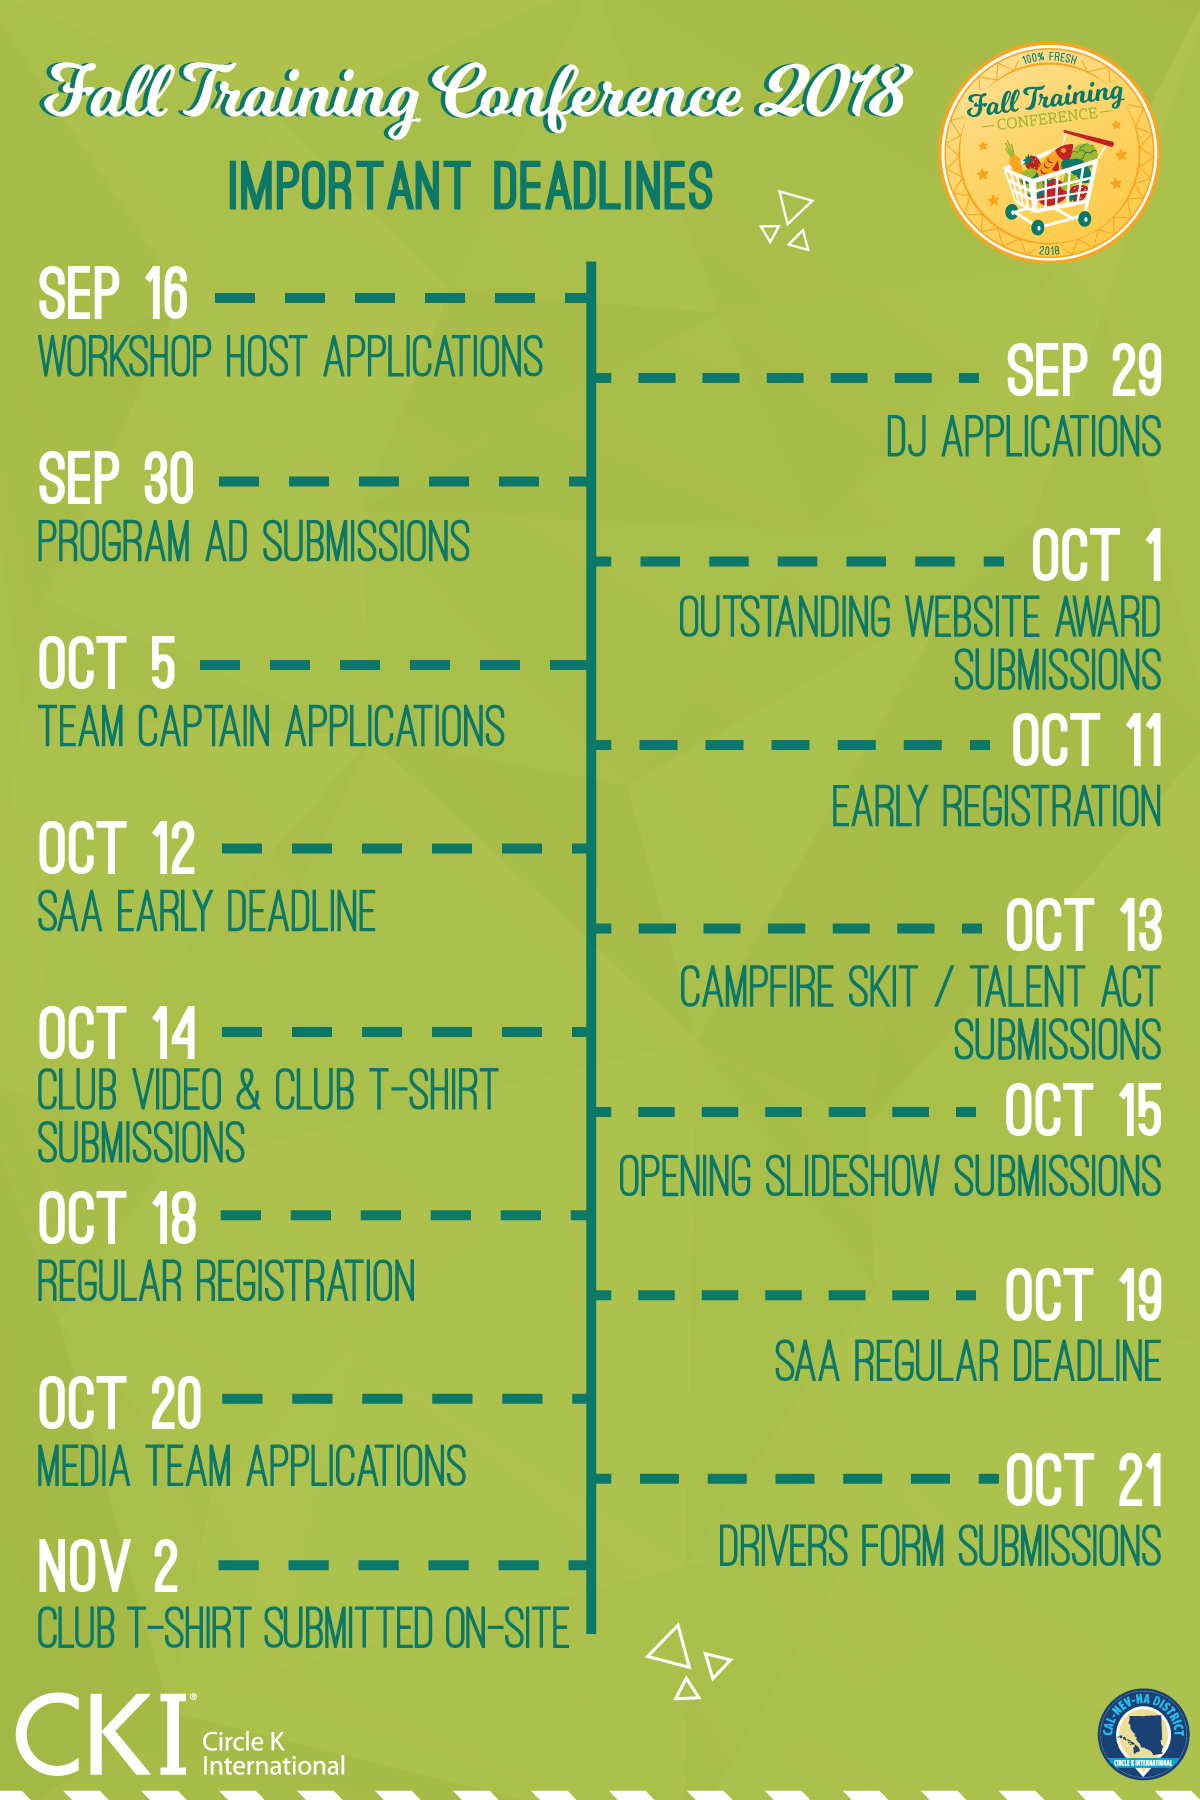 Fall Training Conference 2018
IMPORTANT DEADLINES
100% FRESH
Fall Training
CONFERENCE
2018
SEP 16
WORKSHOP HOST APPLICATIONS
SEP 29
DJ APPLICATIONS
SEP 30
PROGRAM AD SUBMISSIONS
OCT 1
OUTSTANDING WEBSITE AWARD
SUBMISSIONS
OCT 5
TEAM CAPTAIN APPLICATIONS
OCT 11
EARLY REGISTRATION
OCT 12
SAA EARLY DEADLINE
OCT 13
CAMPFIRE SKIT / TALENT ACT
SUBMISSIONS
OCT 14
CLUB VIDEO & CLUB T-SHIRT
SUBMISSIONS
OCT 15
OPENING SLIDESHOW SUBMISSIONS
OCT 18
REGULAR REGISTRATION
OCT 19
SAA REGULAR DEADLINE
OCT 20
MEDIA TEAM APPLICATIONS
OCT 21
DRIVERS FORM SUBMISSIONS
NOV 2
CLUB T-SHIRT SUBMITTED ON-SITE
CKI®
Circle K
International
CAL-NEV-HA DISTRICT
CIRCLE K INTERNATIONAL